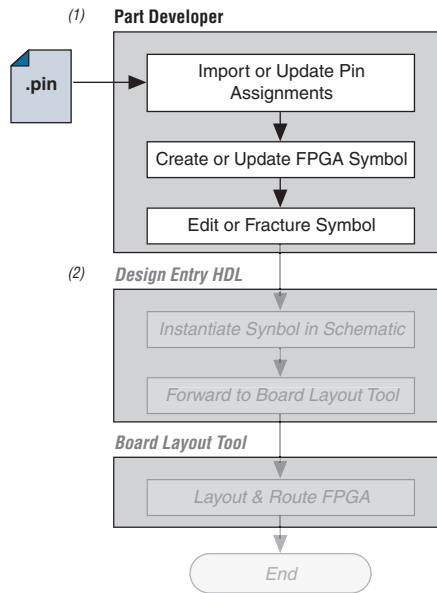 (1) Part Developer
.pin
Import or Update Pin
Assignments
Create or Update FPGA Symbol
Edit or Fracture Symbol
(2) Design Entry HDL
Instantiate Synbol in Schematic
Forward to Board Layout Tool
Board Layout Tool
Layout & Route FPGA
End